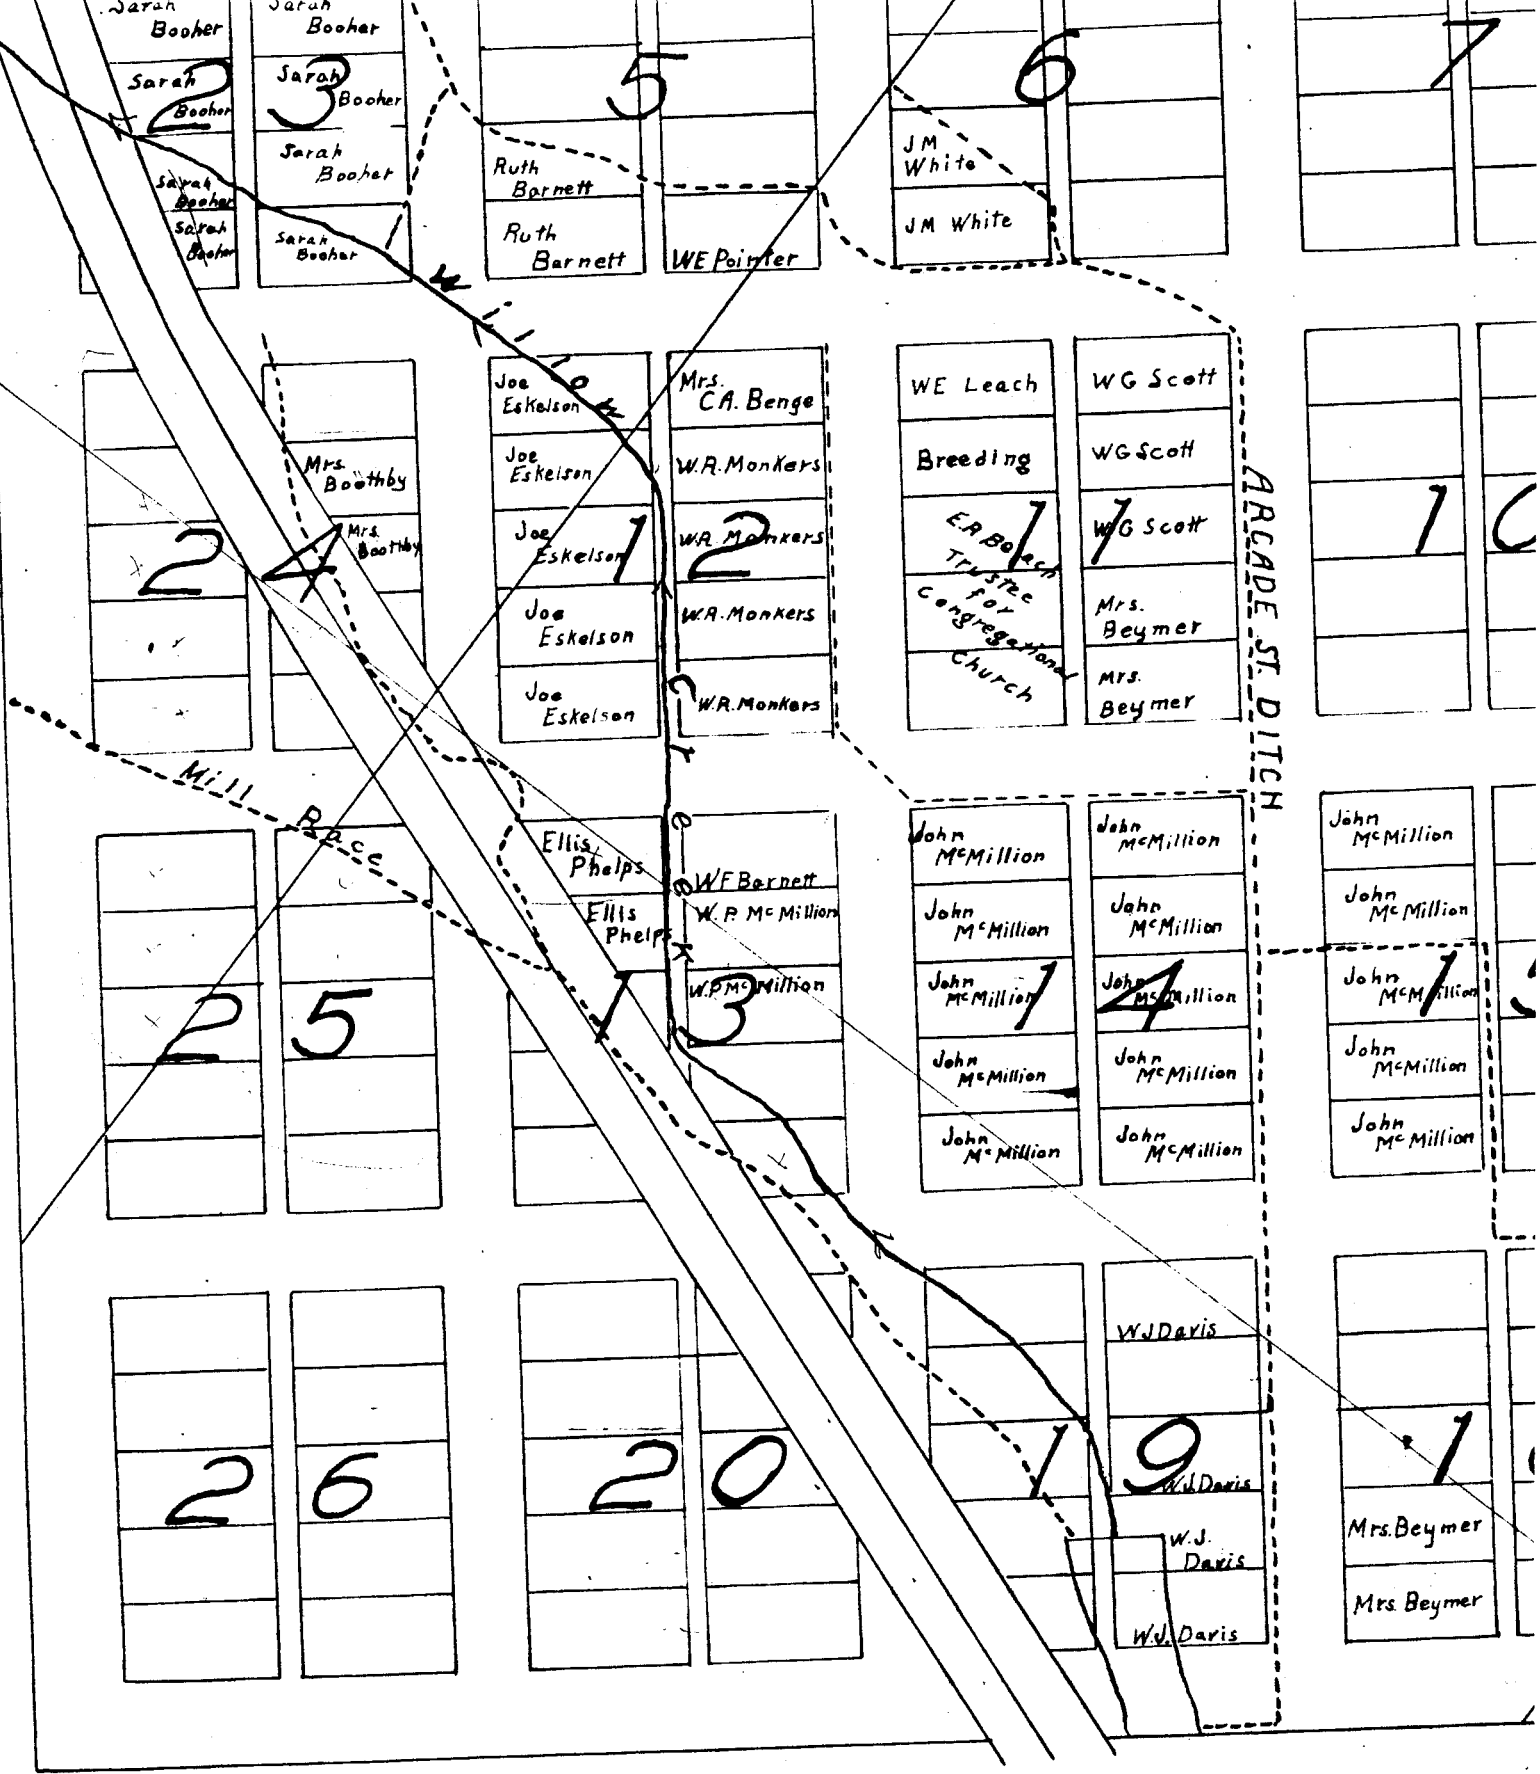 Sarah
Booher
Sarah
Booher
2
Sarah
Booher
3
Sarah
Booher
5
6
7
Sarah
Booher
Sarah
Booher
Sarah
Booher
Sarah
Booher
Ruth
Barnett
Ruth
Barnett
WE Pointer
J M
White
JM White
Willow Creek
Mrs.
Boothby
Mrs.
Boothby
24
Joe
Eskelson
Joe
Eskelson
Joe
Eskelson
Joe
Eskelson
Joe
Eskelson
12
Mrs.
CA. Benge
W.R. Monkers
W.R. Monkers
W.R. Monkers
W.R. Monkers
WE Leach
Breeding
Trustee
for
Congregational
Church
11
WG Scott
WG Scott
WG Scott
Mrs.
Beymer
Mrs.
Beymer
ARCADE ST. DITCH
10
Mill Race
Ellis
Phelps
Ellis
Phelps
13
WF Barnett
W. P. McMillion
W.P. McMillion
John
McMillion
John
McMillion
John
McMillion
John
McMillion
John
McMillion
14
John
McMillion
John
McMillion
John
McMillion
John
McMillion
John
McMillion
John
McMillion
John
McMillion
John
McMillion
John
McMillion
John
McMillion
1
25
26
20
19
WJ Davis
W.J. Davis
W.J.
Davis
W.J. Davis
1
Mrs. Beymer
Mrs. Beymer